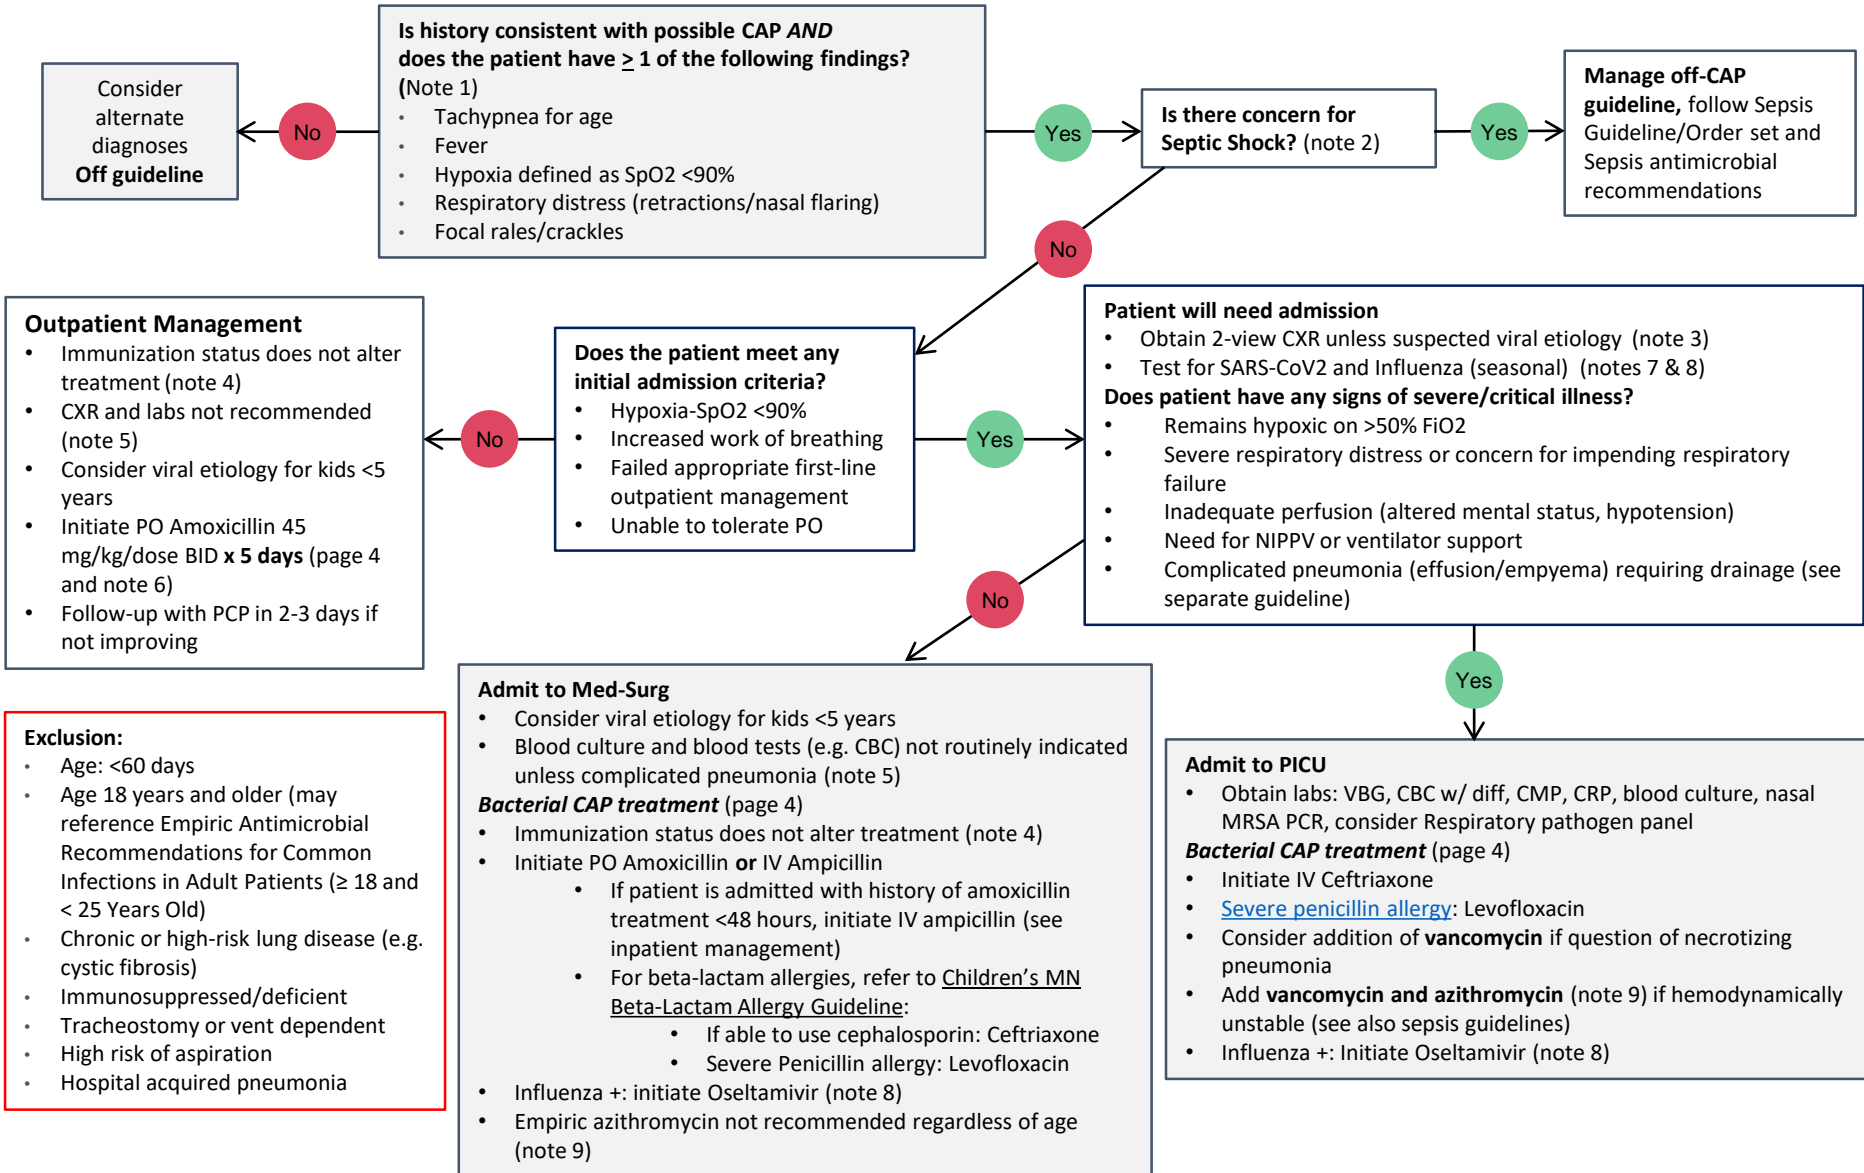 Is history consistent with possible CAP AND
does the patient have > 1 of the following findings?
(Note 1)
• Tachypnea for age
• Fever
• Hypoxia defined as SpO2 <90%
• Respiratory distress (retractions/nasal flaring)
• Focal rales/crackles
No
Consider
alternate
diagnoses
Off guideline
Yes
Is there concern for
Septic Shock? (note 2)
Yes
Manage off-CAP
guideline, follow Sepsis
Guideline/Order set and
Sepsis antimicrobial
recommendations
No
Does the patient meet any
initial admission criteria?
• Hypoxia-SpO2 <90%
• Increased work of breathing
• Failed appropriate first-line
outpatient management
• Unable to tolerate PO
No
Outpatient Management
• Immunization status does not alter
treatment (note 4)
• CXR and labs not recommended
(note 5)
• Consider viral etiology for kids <5
years
• Initiate PO Amoxicillin 45
mg/kg/dose BID x 5 days (page 4
and note 6)
• Follow-up with PCP in 2-3 days if
not improving
Yes
Patient will need admission
• Obtain 2-view CXR unless suspected viral etiology (note 3)
• Test for SARS-CoV2 and Influenza (seasonal) (notes 7 & 8)
Does patient have any signs of severe/critical illness?
• Remains hypoxic on >50% FiO2
• Severe respiratory distress or concern for impending respiratory
failure
• Inadequate perfusion (altered mental status, hypotension)
• Need for NIPPV or ventilator support
• Complicated pneumonia (effusion/empyema) requiring drainage (see
separate guideline)
No
Admit to Med-Surg
• Consider viral etiology for kids <5 years
• Blood culture and blood tests (e.g. CBC) not routinely indicated
unless complicated pneumonia (note 5)
Bacterial CAP treatment (page 4)
• Immunization status does not alter treatment (note 4)
• Initiate PO Amoxicillin or IV Ampicillin
• If patient is admitted with history of amoxicillin
treatment <48 hours, initiate IV ampicillin (see
inpatient management)
• For beta-lactam allergies, refer to Children's MN
Beta-Lactam Allergy Guideline:
• If able to use cephalosporin: Ceftriaxone
• Severe Penicillin allergy: Levofloxacin
• Influenza +: initiate Oseltamivir (note 8)
• Empiric azithromycin not recommended regardless of age
(note 9)
Yes
Admit to PICU
• Obtain labs: VBG, CBC w/ diff, CMP, CRP, blood culture, nasal
MRSA PCR, consider Respiratory pathogen panel
Bacterial CAP treatment (page 4)
• Initiate IV Ceftriaxone
• Severe penicillin allergy: Levofloxacin
• Consider addition of vancomycin if question of necrotizing
pneumonia
• Add vancomycin and azithromycin (note 9) if hemodynamically
unstable (see also sepsis guidelines)
• Influenza +: Initiate Oseltamivir (note 8)
Exclusion:
• Age: <60 days
• Age 18 years and older (may
reference Empiric Antimicrobial
Recommendations for Common
Infections in Adult Patients (≥ 18 and
< 25 Years Old)
• Chronic or high-risk lung disease (e.g.
cystic fibrosis)
• Immunosuppressed/deficient
• Tracheostomy or vent dependent
• High risk of aspiration
• Hospital acquired pneumonia